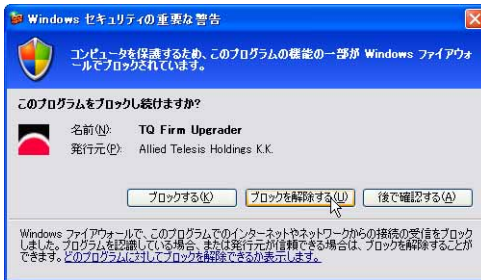 Windows セキュリティの重要な警告
コンピュータを保護するため、このプログラムの機能の一部が Windows ファイアウォ
ールでブロックされています。
このプログラムをブロックし続けますか?
名前(N): TQ Firm Upgrader
発行元(P): Allied Telesis Holdings K.K.
ブロックする(K) ブロックを解除する(U) 後で確認する(A)
Windows ファイアウォールで、このプログラムでのインターネットやネットワークからの接続の受信をブロック
しました。プログラムを認識している場合、または発行元が信頼できる場合は、ブロックを解除することが
できます。どのプログラムに対してブロックを解除できるか表示します。